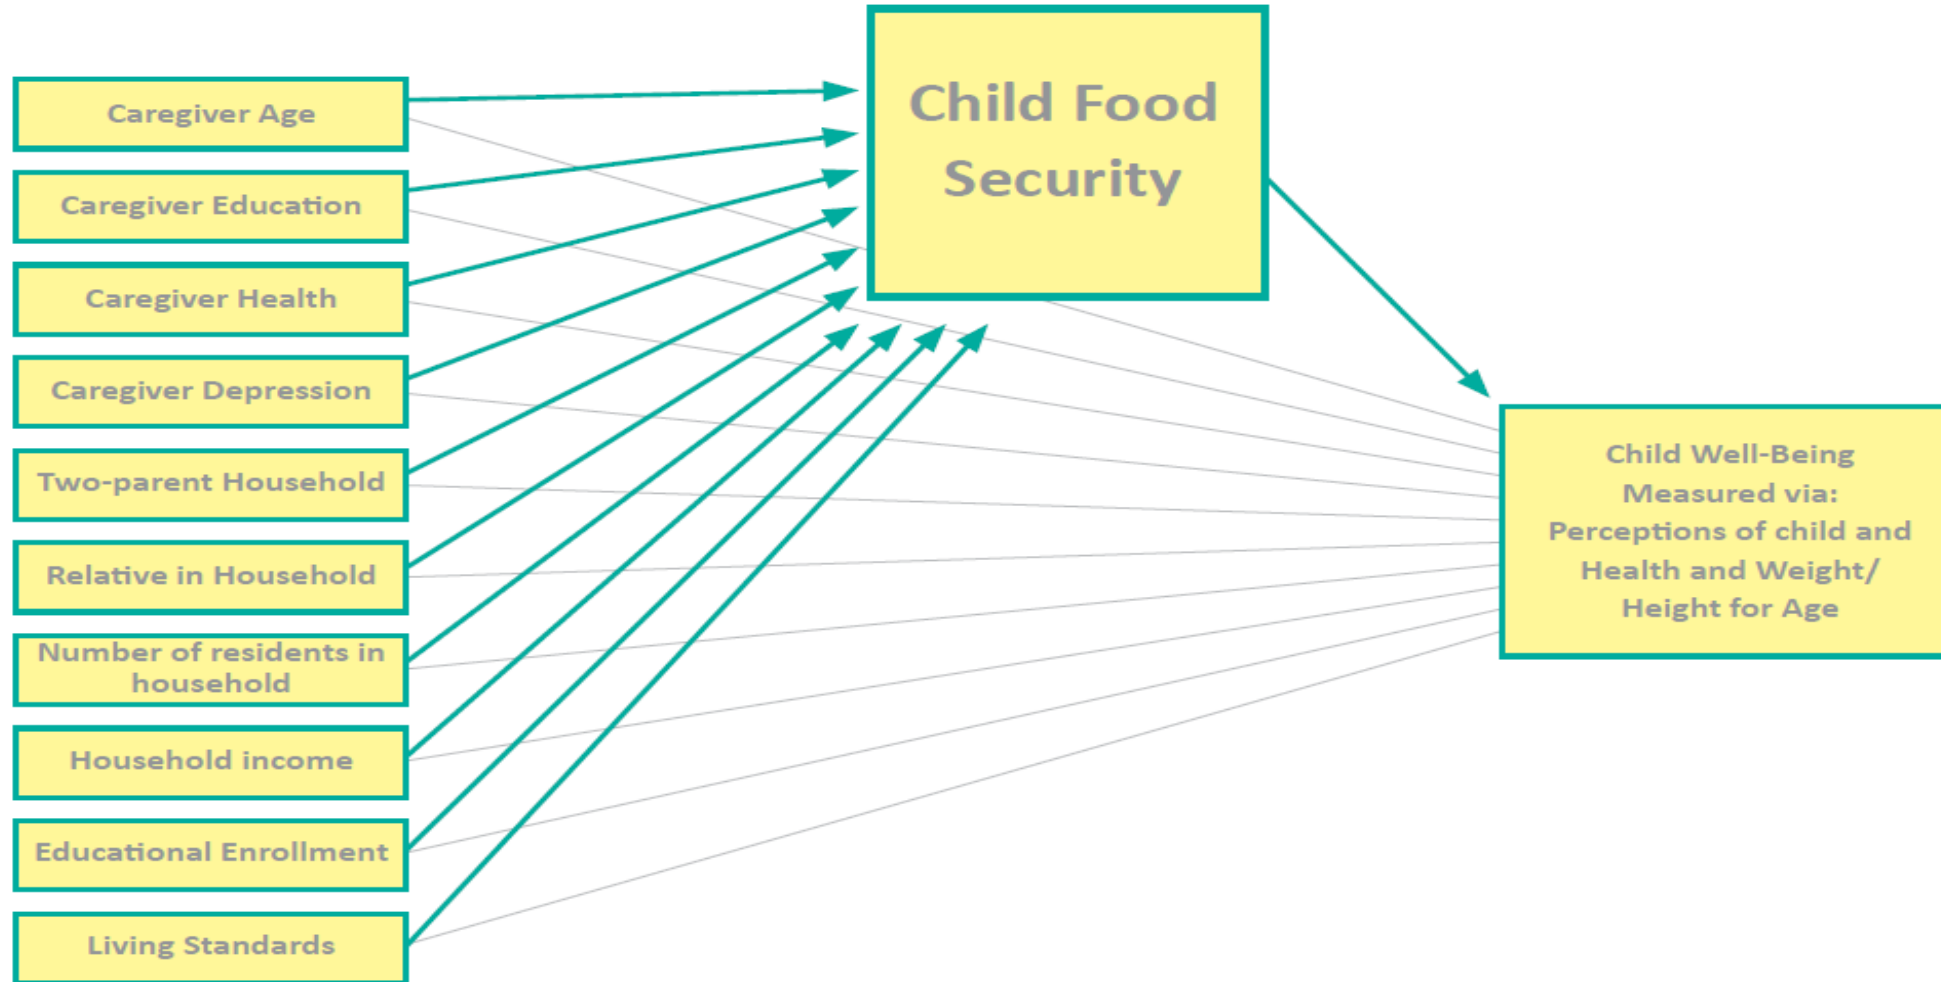 Child Food
Security
Caregiver Age
Caregiver Education
Caregiver Health
Caregiver Depression
Two-parent Household
Relative in Household
Number of residents in
household
Household income
Educational Enrollment
Living Standards
Child Well-Being
Measured via:
Perceptions of child and
Health and Weight/
Height for Age